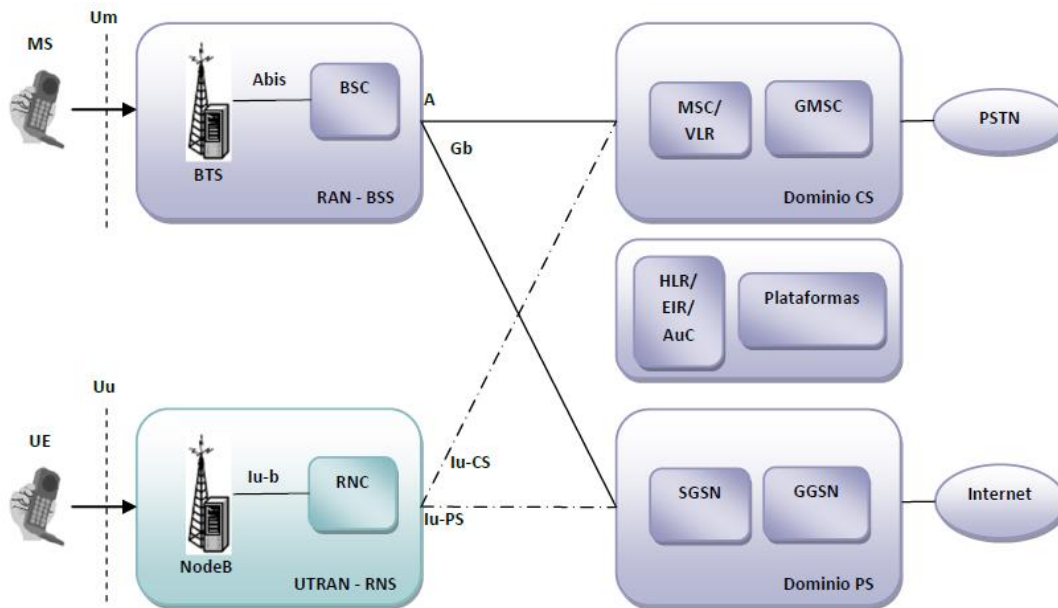 Um
MS
Abis
BSC
BTS
RAN - BSS
A
Gb
MSC/
VLR
GMSC
Dominio CS
PSTN
HLR/
EIR/
AuC
Plataformas
Uu
UE
Iu-b
RNC
NodeB
UTRAN - RNS
Iu-CS
Iu-PS
SGSN
GGSN
Dominio PS
Internet